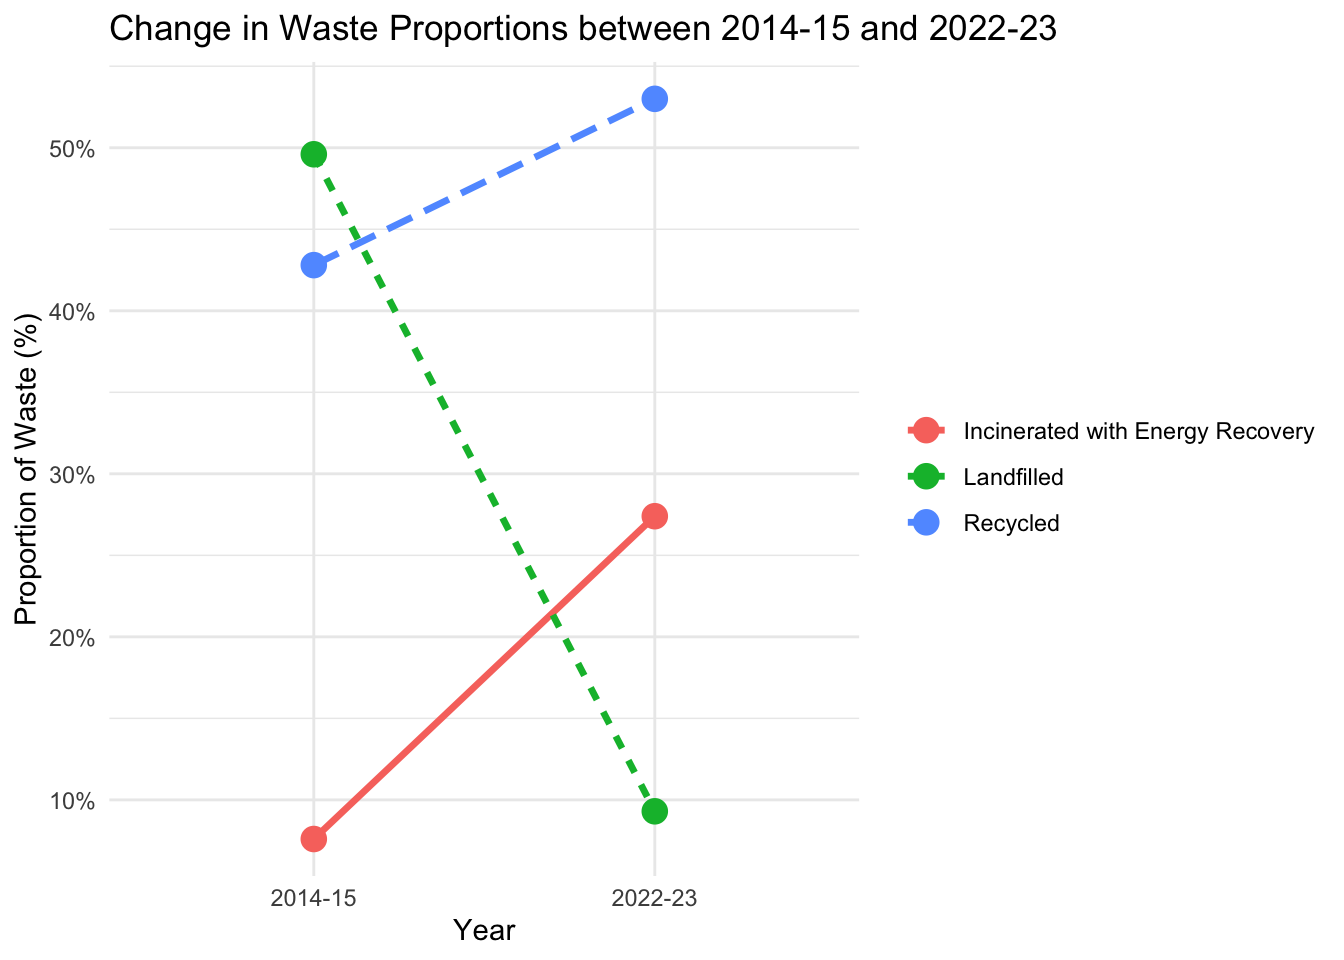 Change in Waste Proportions between 2014-15 and 2022-23
Proportion of Waste (%)
50%
40%
30%
20%
10%
2014-15
2022-23
Year
Incinerated with Energy Recovery
Landfilled
Recycled